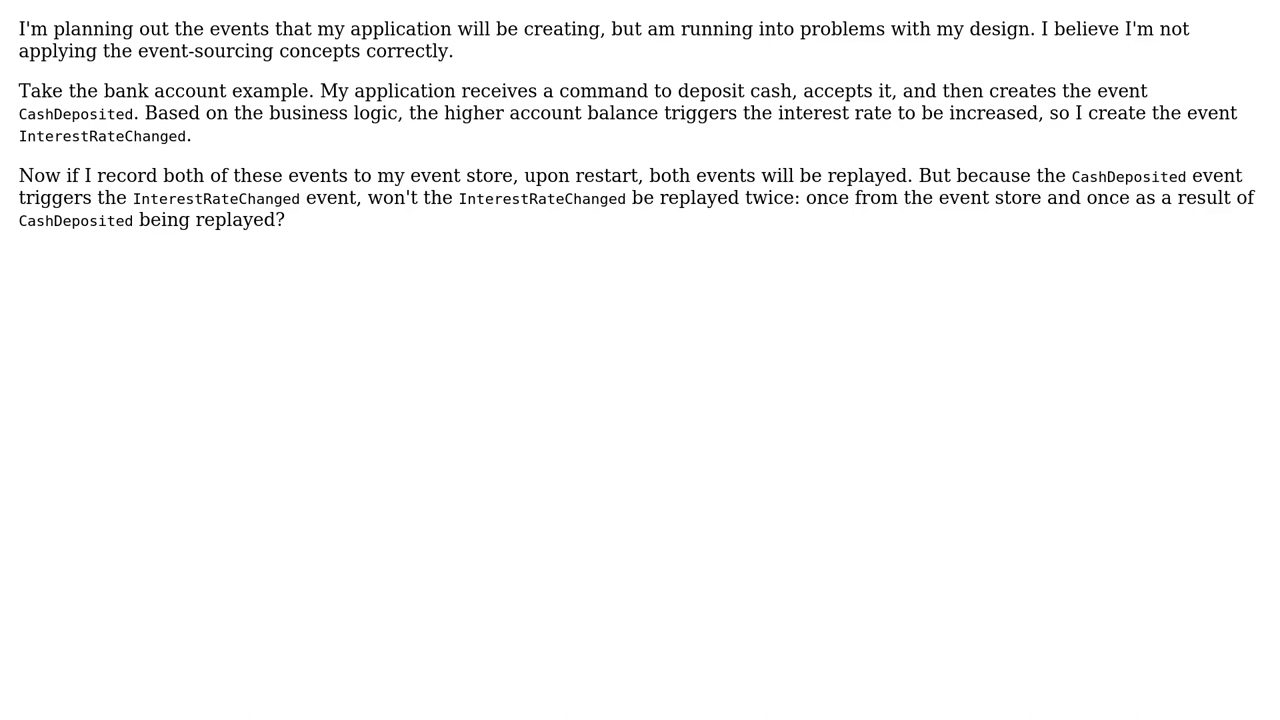 I'm planning out the events that my application will be creating, but am running into problems with my design. I believe I'm not
applying the event-sourcing concepts correctly.
Take the bank account example. My application receives a command to deposit cash, accepts it, and then creates the event
CashDeposited. Based on the business logic, the higher account balance triggers the interest rate to be increased, so I create the event
InterestRateChanged.
Now if I record both of these events to my event store, upon restart, both events will be replayed. But because the CashDeposited event
triggers the InterestRateChanged event, won't the InterestRateChanged be replayed twice: once from the event store and once as a result of
CashDeposited being replayed?